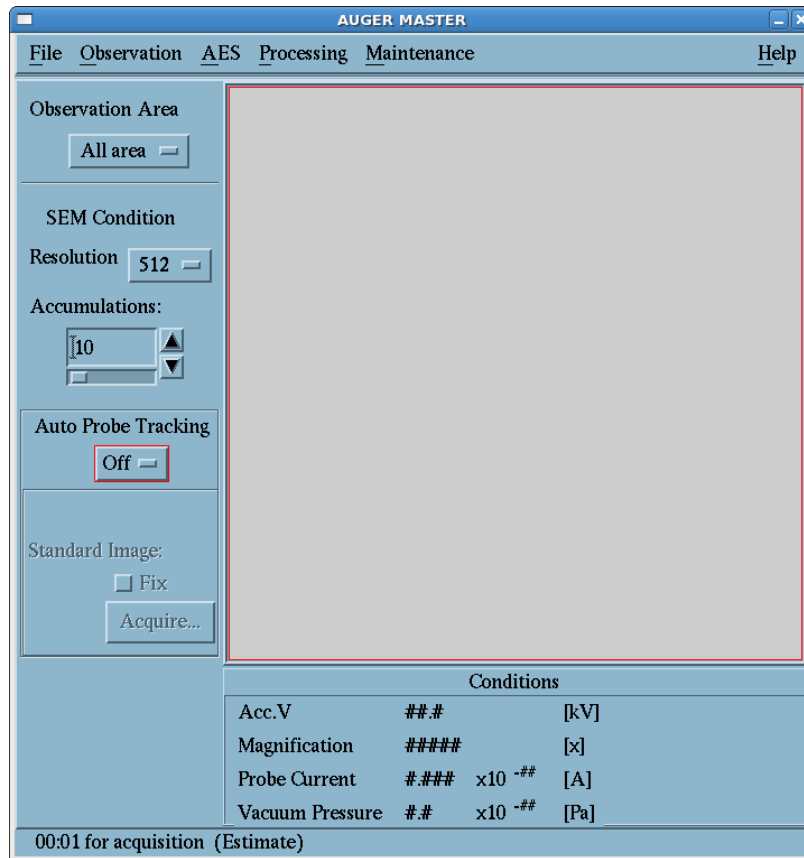 AUGER MASTER
File Observation AES Processing Maintenance Help
Observation Area
All area
SEM Condition
Resolution 512
Accumulations:
10
Auto Probe Tracking
Off
Standard Image:
Fix
Acquire...
Conditions
Acc.V ##.# [kV]
Magnification ##### [x]
Probe Current #.### x10 -## [A]
Vacuum Pressure #.# x10 -## [Pa]
00:01 for acquisition (Estimate)